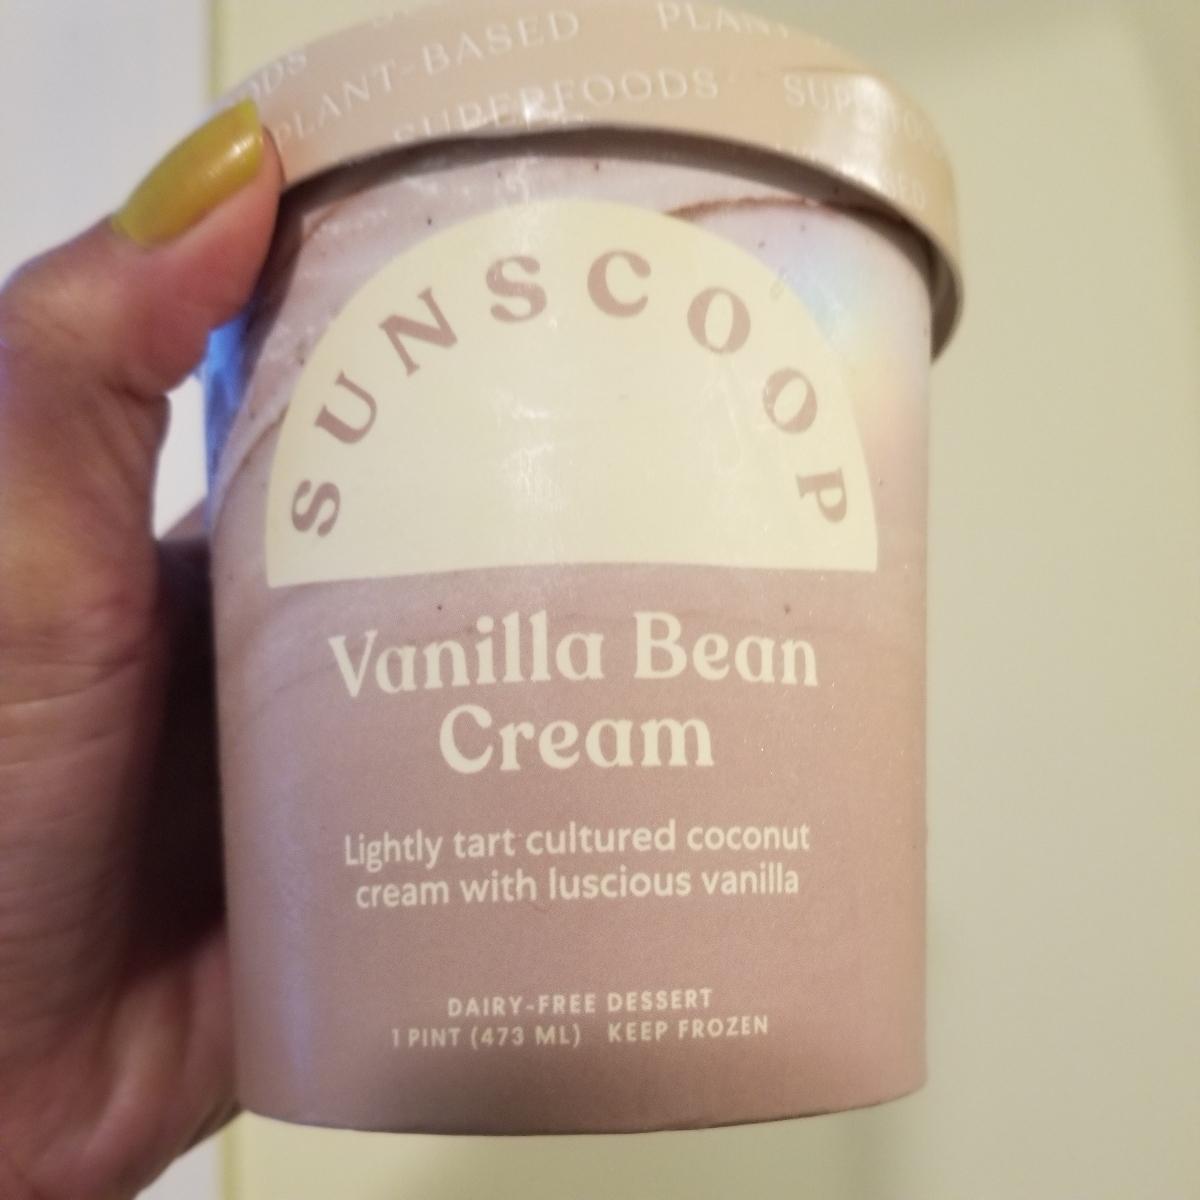 PLANT-BASED
SUPERFOODS
SUNSCOOP
Vanilla Bean
Cream
Lightly tart cultured coconut
cream with luscious vanilla
DAIRY-FREE DESSERT
1 PINT (473 ML) KEEP FROZEN